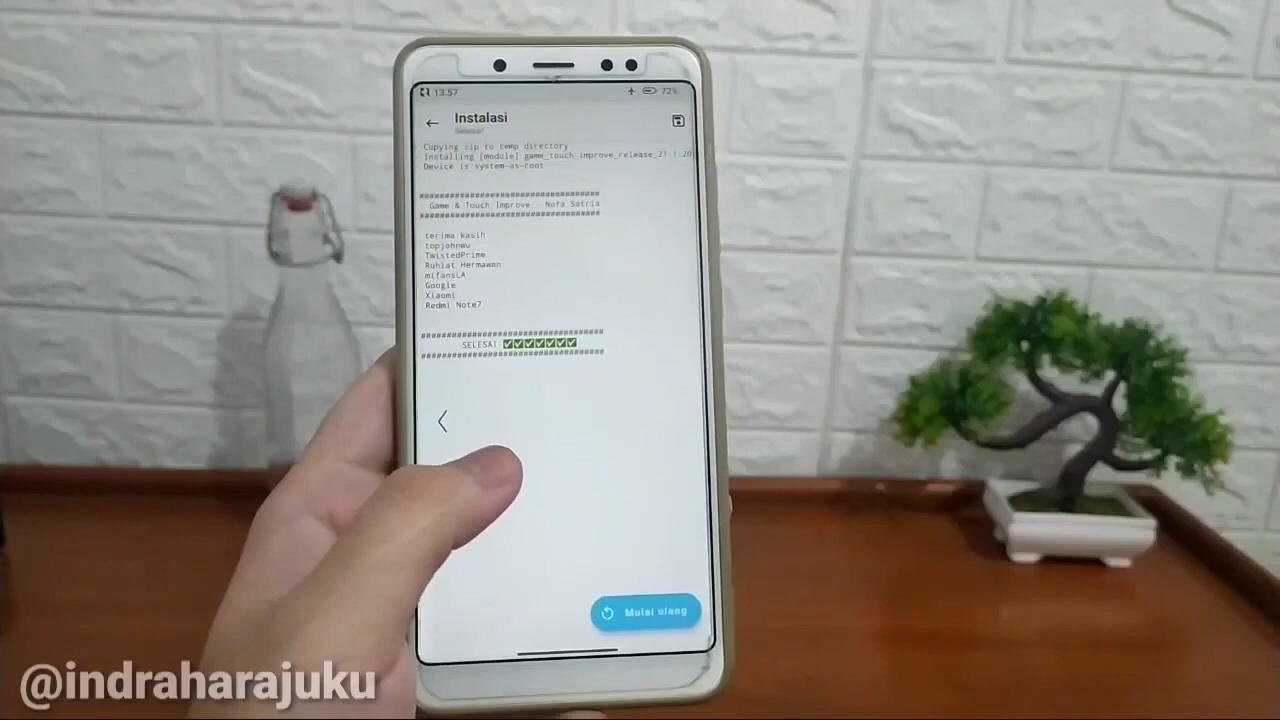 13.57
72%
Instalasi
Selesai
Copying zip to temp directory
Installing [module] game_touch_improve_release_21
Device is system-as-root
##################################
Game & Touch Improve Nofa Satria
##################################
terima kasih
topjohnwu
TwistedPrime
Ruhiat Hermawan
mifansLA
Google
Xiaomi
Redmi Note7
##################################
SELESAI ✅✅✅✅✅✅✅
##################################
Mulai ulang
@indraharajuku